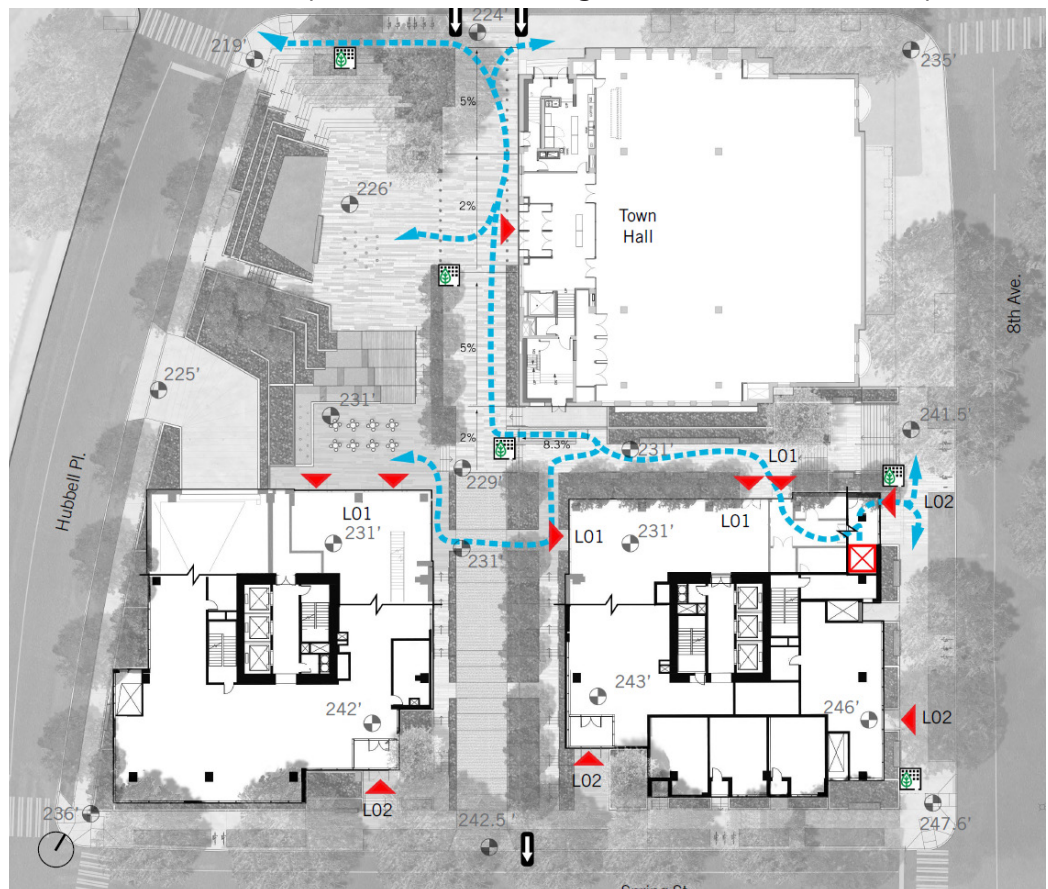 224'
219'
235'
5%
226'
2%
Town
Hall
8th Ave.
5%
225'
231'
241.5'
2%
8.3%
231'
L01
229'
Hubbell Pl.
L02
L01
231'
231'
L01
L01
231'
243'
242'
246'
L02
L02
L02
236'
242.5 '
247.6'
Spring St.